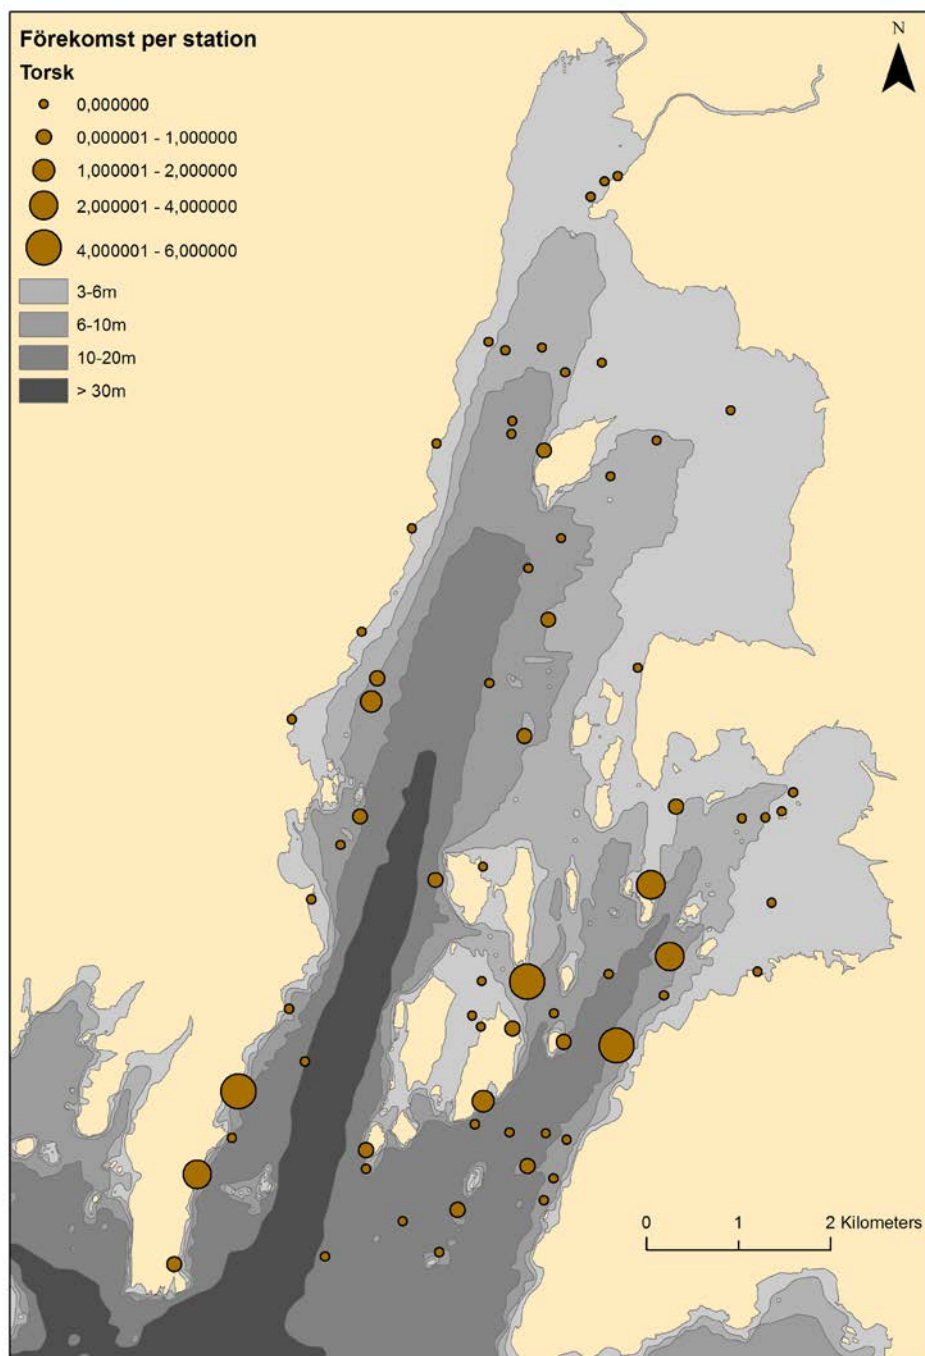 Förekomst per station
Torsk
0,000000
0,000001 - 1,000000
1,000001 - 2,000000
2,000001 - 4,000000
4,000001 - 6,000000
3-6m
6-10m
10-20m
> 30m
N
0 1 2 Kilometers